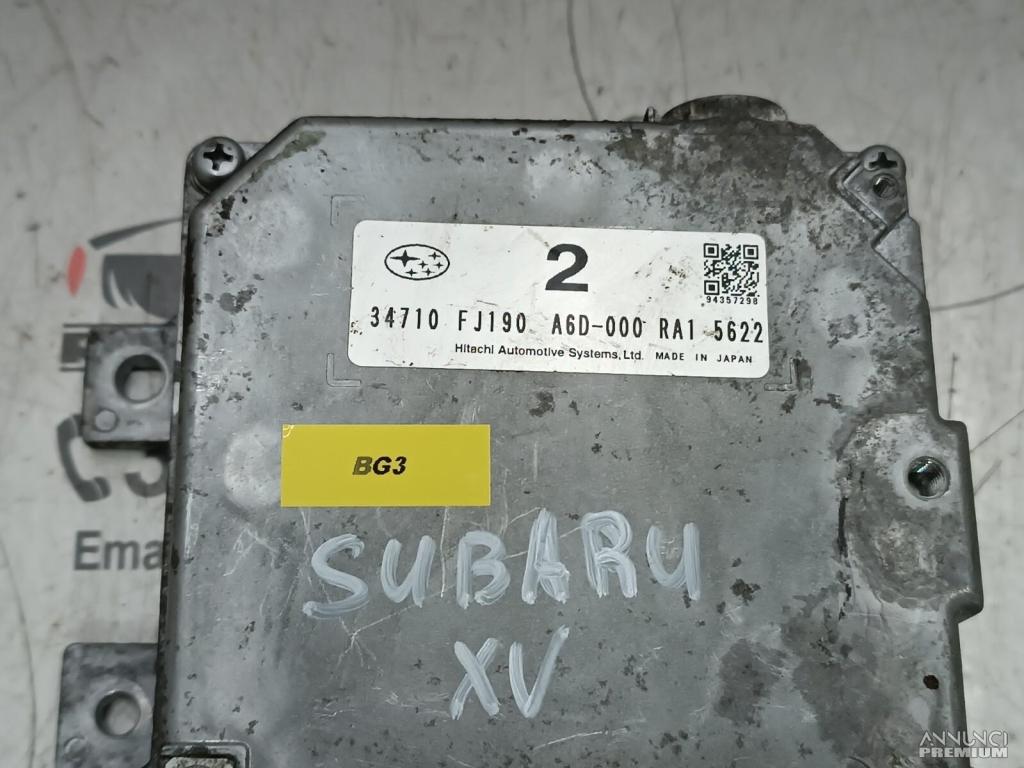 2
94357298
34710 FJ190 A6D-000 RA1 5622
Hitachi Automotive Systems, Ltd. MADE IN JAPAN
BG3
SUBARU
XV
Ema
ANNUNCI
PREMIUM